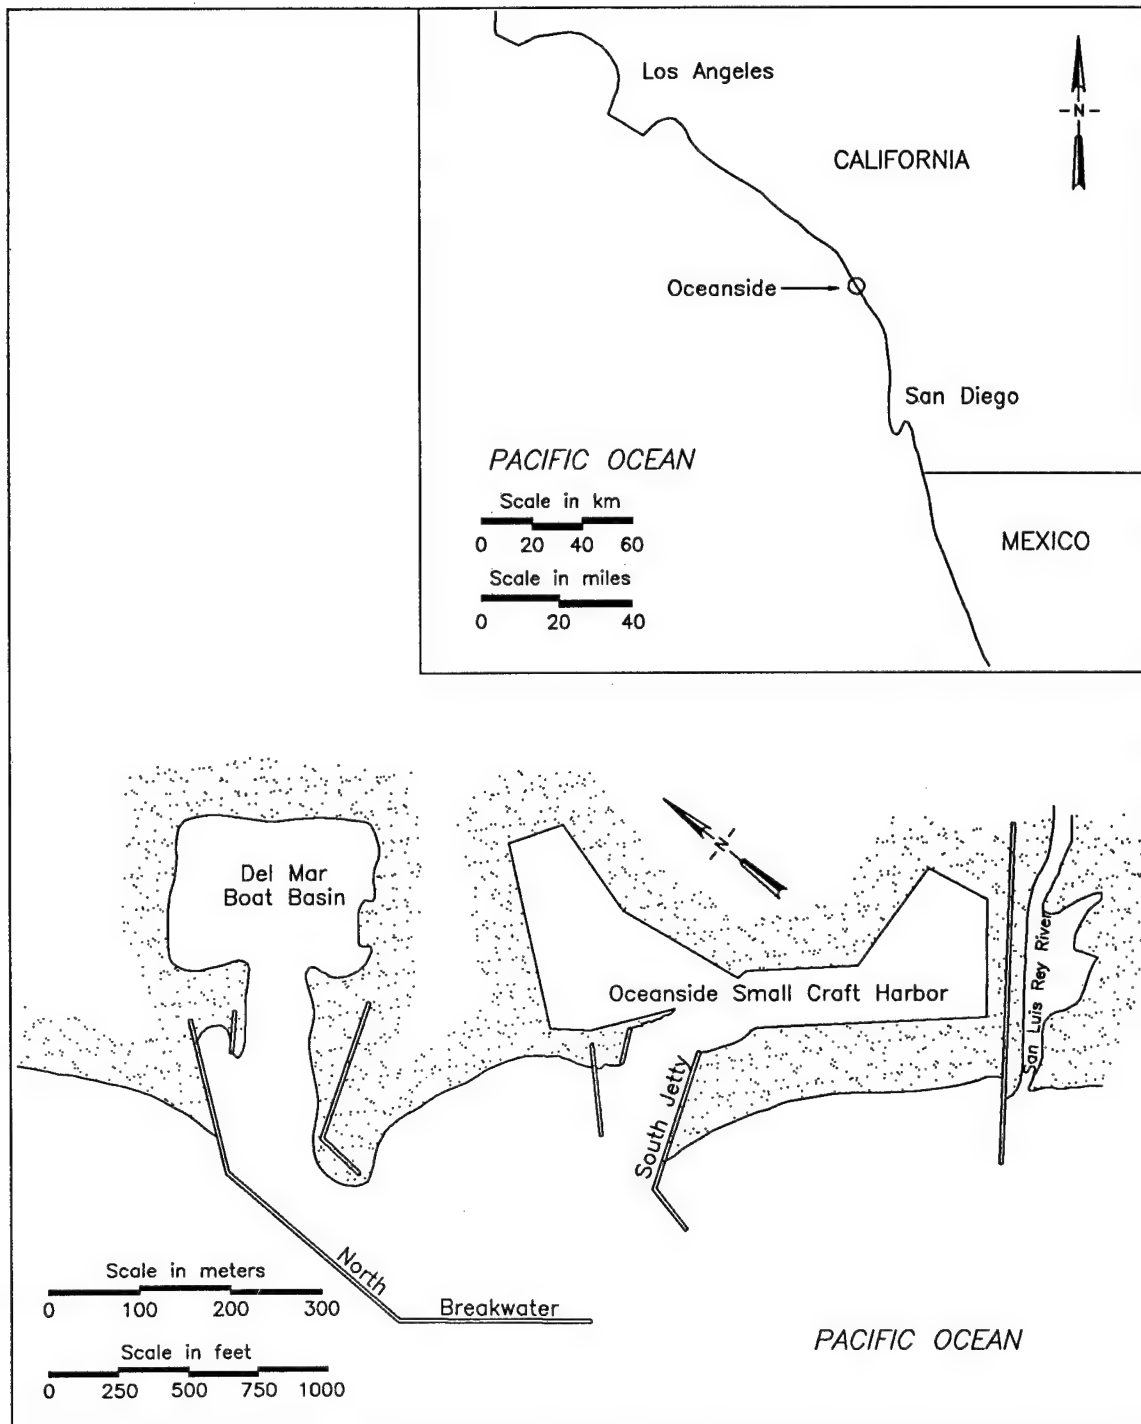 Los Angeles
-N-
CALIFORNIA
Oceanside
San Diego
PACIFIC OCEAN
Scale in km
0 20 40 60
Scale in miles
0 20 40
MEXICO
-N-
Del Mar
Boat Basin
Oceanside Small Craft Harbor
San Luis Rey River
South Jetty
North
Breakwater
Scale in meters
0 100 200 300
Scale in feet
0 250 500 750 1000
PACIFIC OCEAN